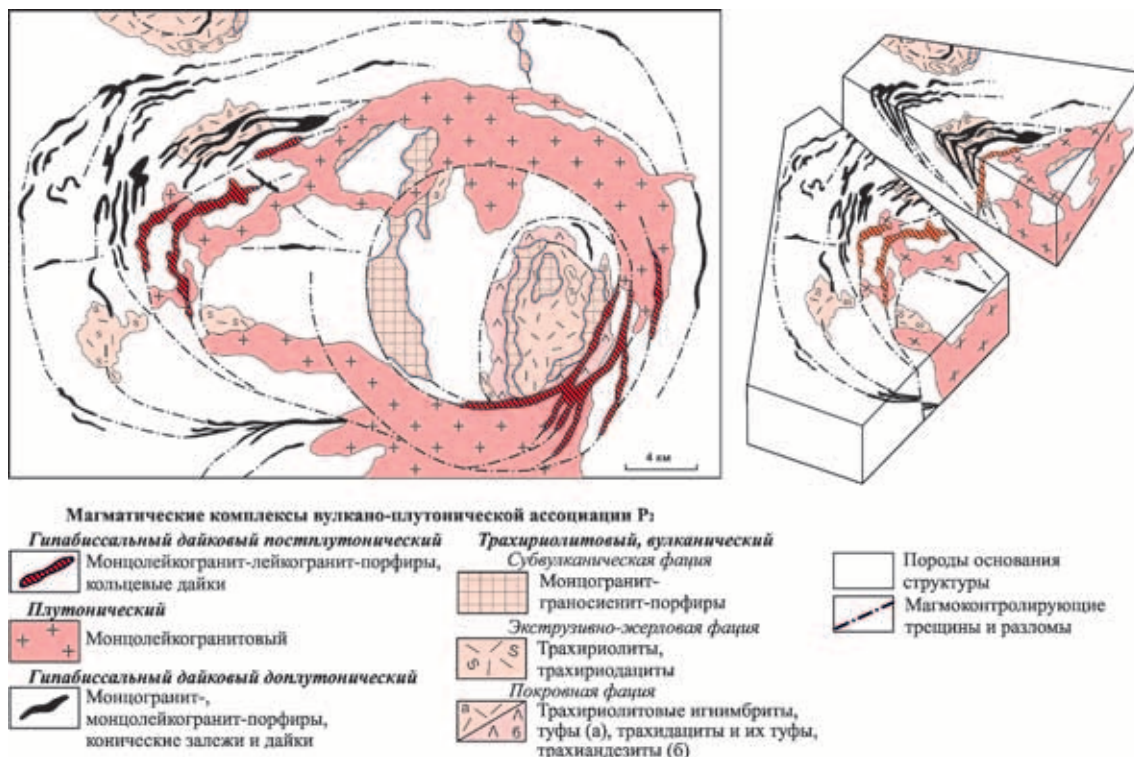 4 км
Магматические комплексы вулкано-плутонической ассоциации P₂
Гипабиссальный дайковый постплутонический
Монцолейкогранит-лейкогранит-порфиры,
кольцевые дайки
Плутонический
Монцолейкогранитовый
Гипабиссальный дайковый доплутонический
Монцогранит-,
монцолейкогранит-порфиры,
конические залежи и дайки
Трахириолитовый, вулканический
Субвулканическая фация
Монцогранит-
граносиенит-порфиры
Экструзивно-жерловая фация
S S
Трахириолиты,
трахириодациты
Покровная фация
а б
Трахириолитовые игнимбриты,
туфы (а), трахидациты и их туфы,
трахиандезиты (б)
Породы основания
структуры
Магмоконтролирующие
трещины и разломы